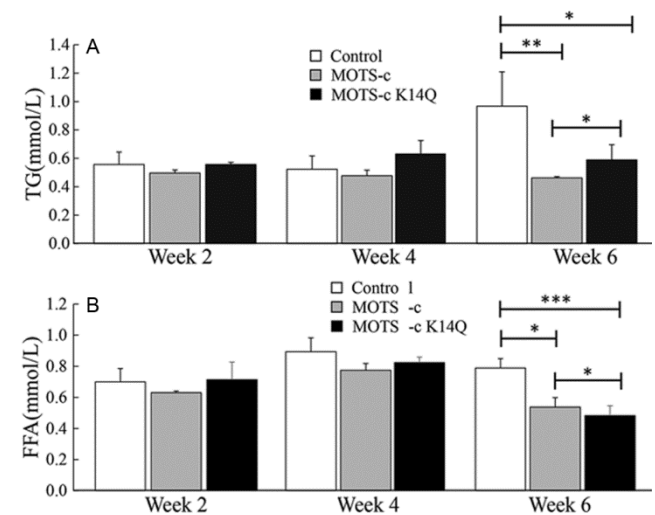 A
Control
MOTS-c
MOTS-c K14Q
*
**
*
TG(mmol/L)
1.4
1.2
1.0
0.8
0.6
0.4
0.2
0.0
Week 2 Week 4 Week 6
B
Contro l
MOTS -c
MOTS -c K14Q
***
*
*
FFA(mmol/L)
1.2
1.0
0.8
0.6
0.4
0.2
0.0
Week 2 Week 4 Week 6